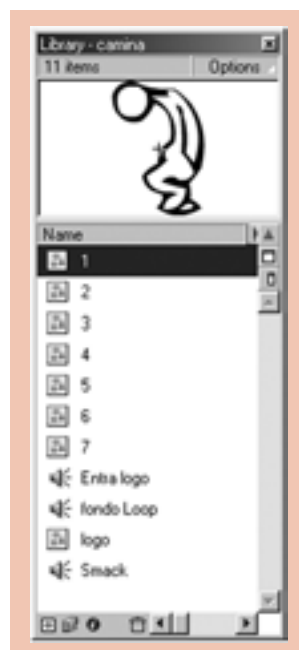 Library - camina
11 items Options
Name
1
2
3
4
5
6
7
Entra logo
fondo Loop
logo
Smack